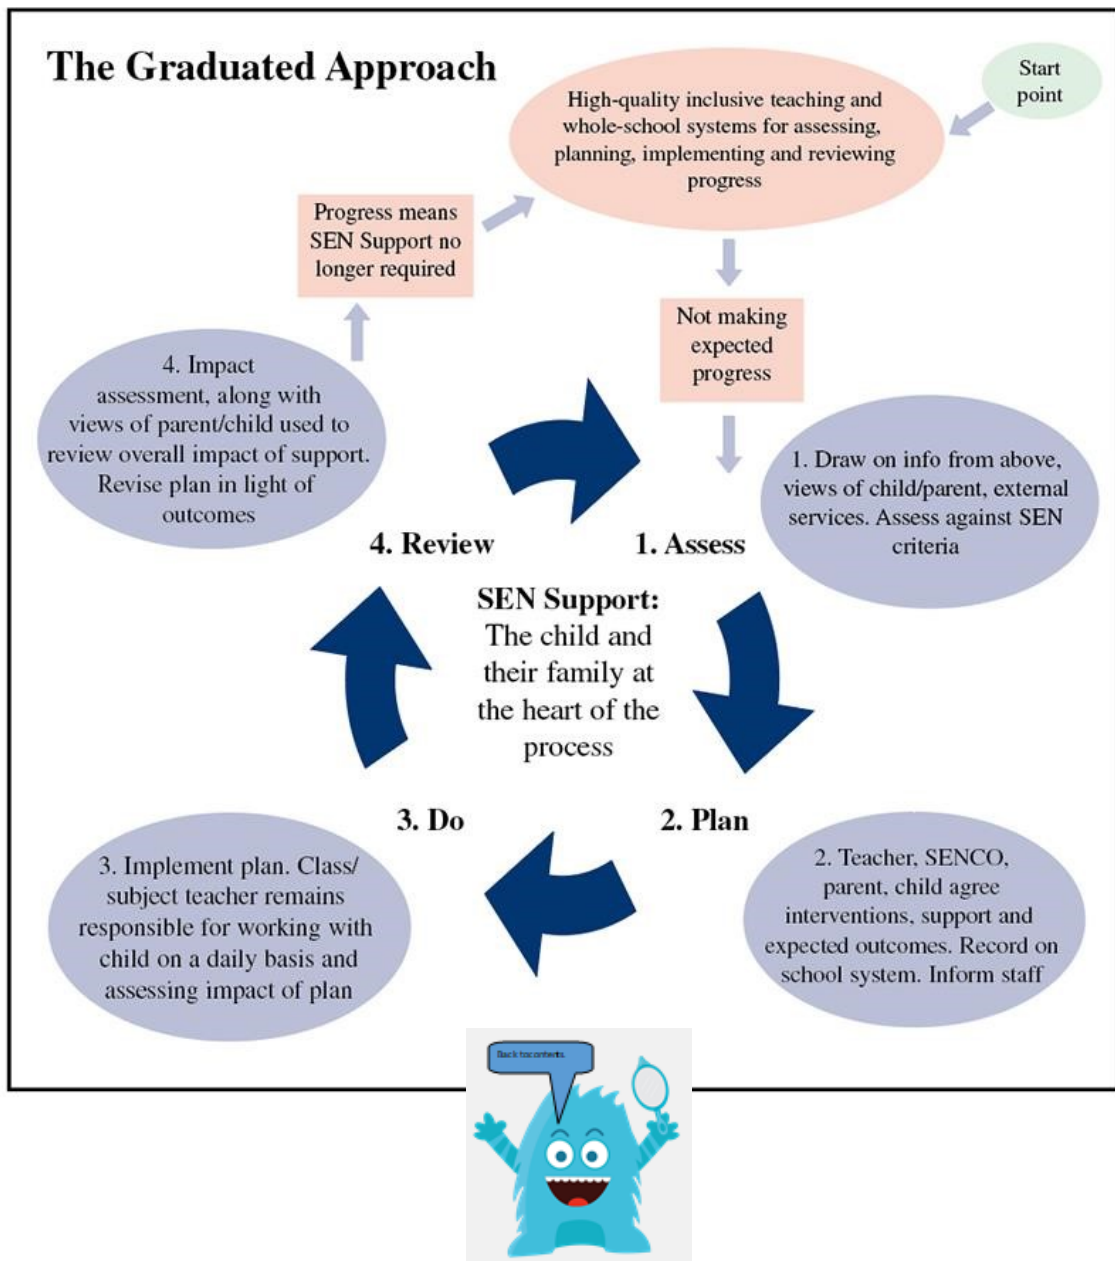 The Graduated Approach
Start
point
High-quality inclusive teaching and
whole-school systems for assessing,
planning, implementing and reviewing
progress
Progress means
SEN Support no
longer required
Not making
expected
progress
4. Impact
assessment, along with
views of parent/child used to
review overall impact of support.
Revise plan in light of
outcomes
1. Draw on info from above,
views of child/parent, external
services. Assess against SEN
criteria
4. Review
1. Assess
SEN Support:
The child and
their family at
the heart of the
process
3. Do
2. Plan
3. Implement plan. Class/
subject teacher remains
responsible for working with
child on a daily basis and
assessing impact of plan
2. Teacher, SENCO,
parent, child agree
interventions, support and
expected outcomes. Record on
school system. Inform staff
Back to contents.